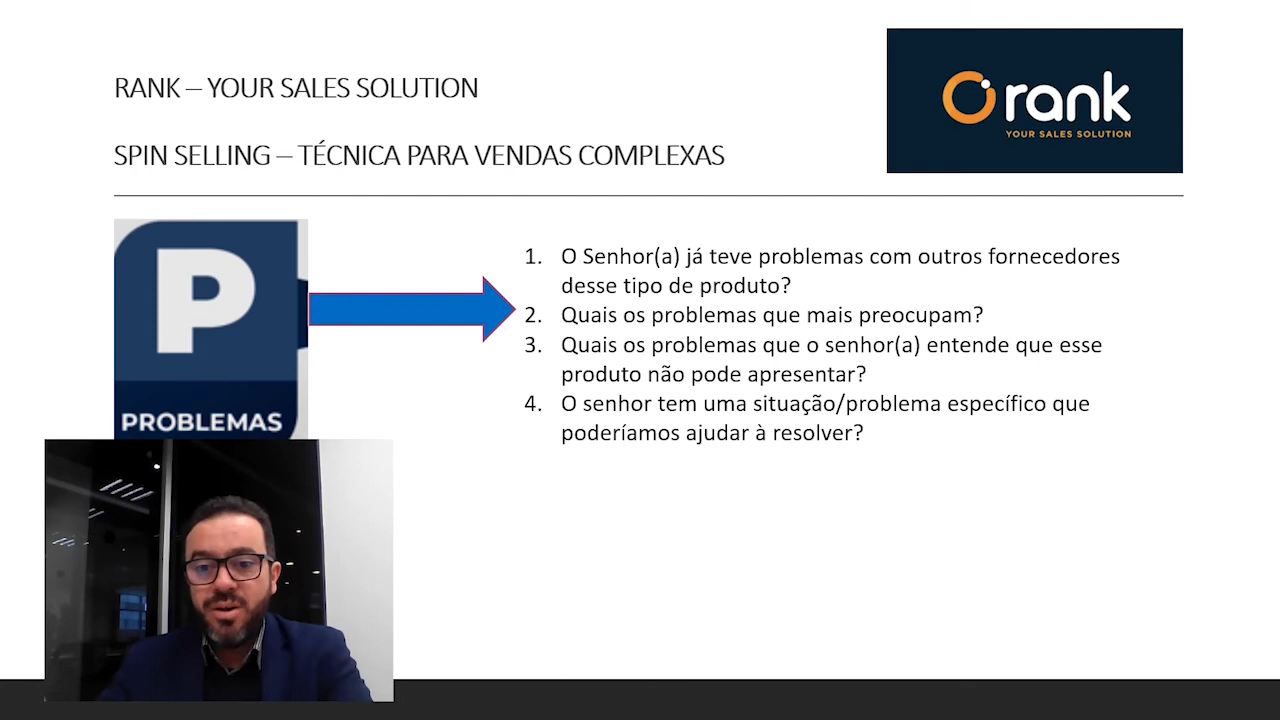 RANK – YOUR SALES SOLUTION
SPIN SELLING – TÉCNICA PARA VENDAS COMPLEXAS
rank
YOUR SALES SOLUTION
P
PROBLEMAS
1. O Senhor(a) já teve problemas com outros fornecedores
desse tipo de produto?
2. Quais os problemas que mais preocupam?
3. Quais os problemas que o senhor(a) entende que esse
produto não pode apresentar?
4. O senhor tem uma situação/problema específico que
poderíamos ajudar à resolver?